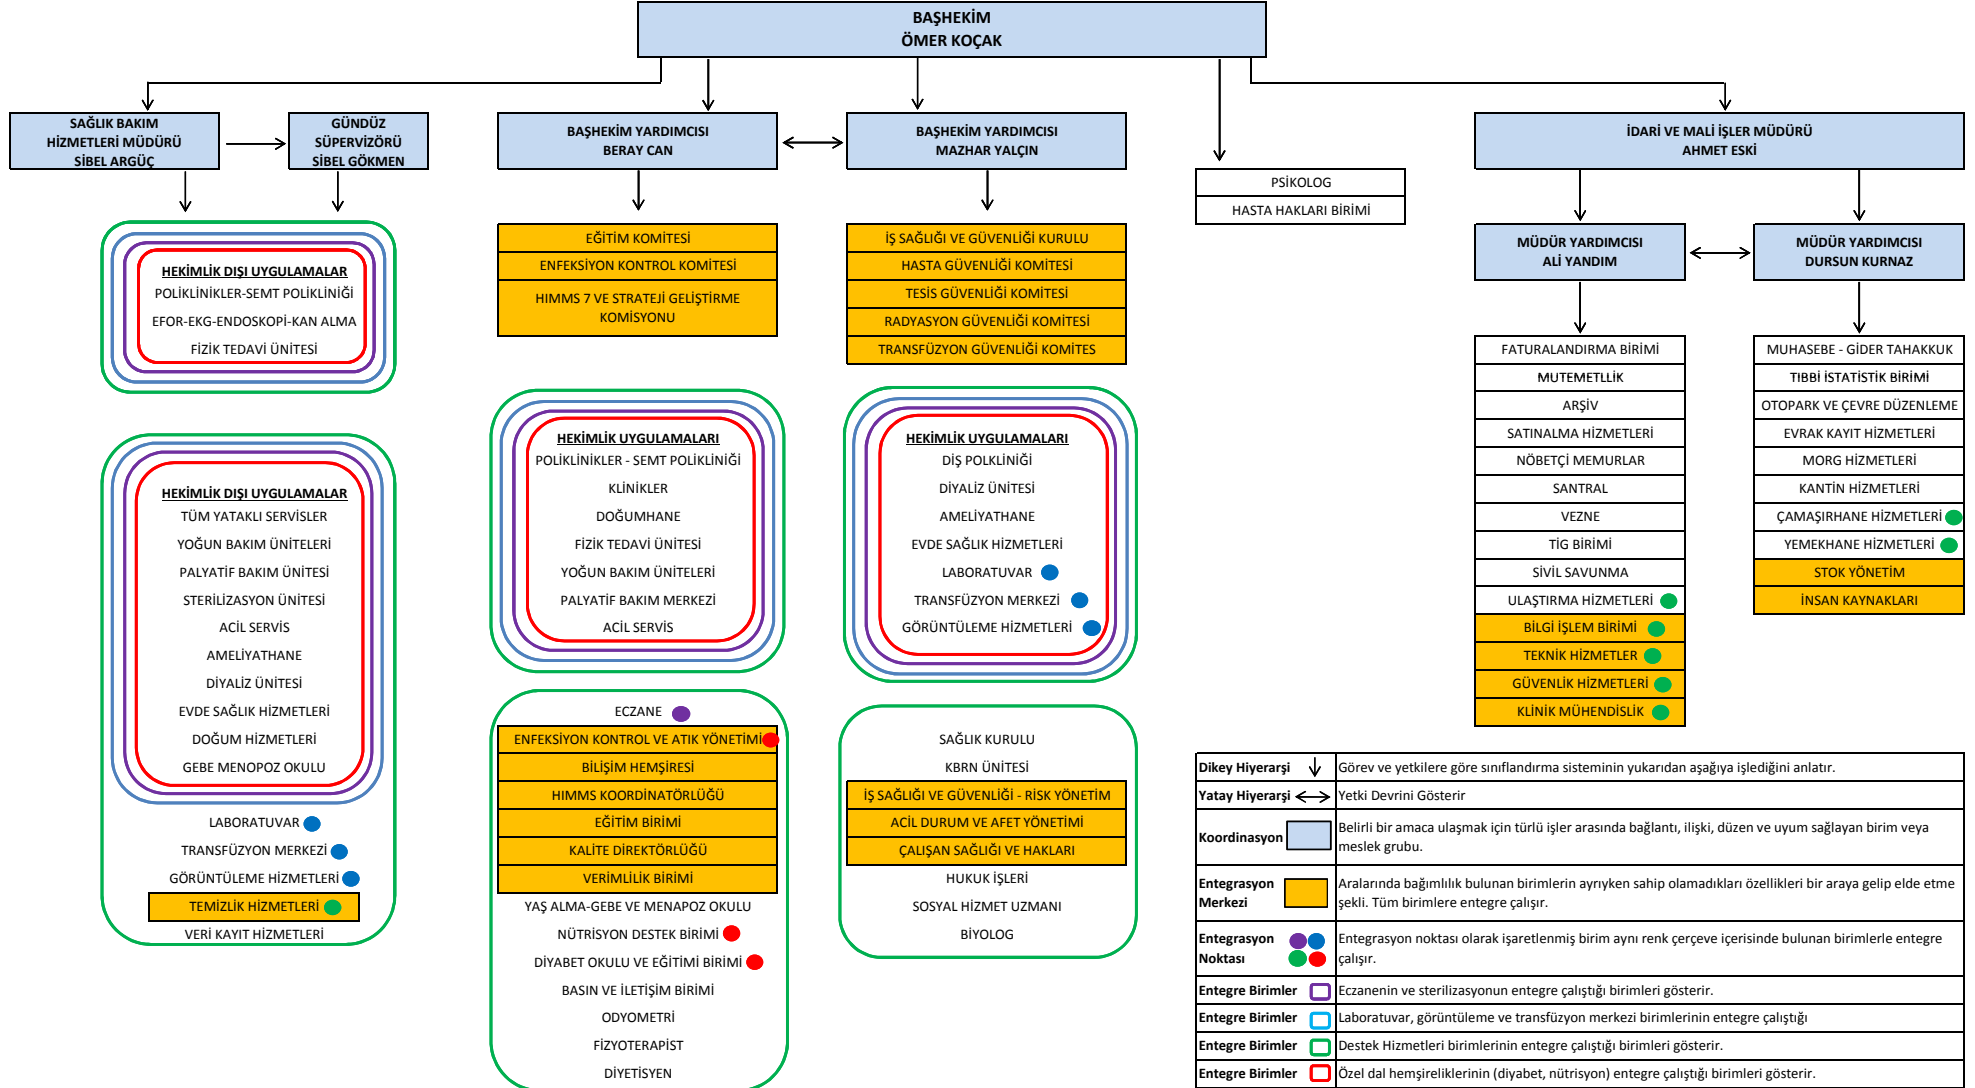 BAŞHEKİM
ÖMER KOÇAK
SAĞLIK BAKIM
HİZMETLERİ MÜDÜRÜ
SİBEL ARGÜÇ
GÜNDÜZ
SÜPERVİZÖRÜ
SİBEL GÖKMEN
BAŞHEKİM YARDIMCISI
BERAY CAN
BAŞHEKİM YARDIMCISI
MAZHAR YALÇIN
İDARİ VE MALİ İŞLER MÜDÜRÜ
AHMET ESKİ
PSİKOLOG
HASTA HAKLARI BİRİMİ
MÜDÜR YARDIMCISI
ALİ YANDIM
MÜDÜR YARDIMCISI
DURSUN KURNAZ
HEKİMLİK DIŞI UYGULAMALAR
POLİKLİNİKLER-SEMT POLİKLİNİĞİ
EFOR-EKG-ENDOSKOPİ-KAN ALMA
FİZİK TEDAVİ ÜNİTESİ
HEKİMLİK DIŞI UYGULAMALAR
TÜM YATAKLI SERVİSLER
YOĞUN BAKIM ÜNİTELERİ
PALYATİF BAKIM ÜNİTESİ
STERİLİZASYON ÜNİTESİ
ACİL SERVİS
AMELİYATHANE
DİYALİZ ÜNİTESİ
EVDE SAĞLIK HİZMETLERİ
DOĞUM HİZMETLERİ
GEBE MENOPOZ OKULU
LABORATUVAR
TRANSFÜZYON MERKEZİ
GÖRÜNTÜLEME HİZMETLERİ
TEMİZLİK HİZMETLERİ
VERİ KAYIT HİZMETLERİ
EĞİTİM KOMİTESİ
ENFEKSİYON KONTROL KOMİTESİ
HIMMS 7 VE STRATEJİ GELİŞTİRME
KOMİSYONU
HEKİMLİK UYGULAMALARI
POLİKLİNİKLER - SEMT POLİKLİNİĞİ
KLİNİKLER
DOĞUMHANE
FİZİK TEDAVİ ÜNİTESİ
YOĞUN BAKIM ÜNİTELERİ
PALYATİF BAKIM MERKEZİ
ACİL SERVİS
ECZANE
ENFEKSİYON KONTROL VE ATIK YÖNETİMİ
BİLİŞİM HEMŞİRESİ
HIMMS KOORDİNATÖRLÜĞÜ
EĞİTİM BİRİMİ
KALİTE DİREKTÖRLÜĞÜ
VERİMLİLİK BİRİMİ
YAŞ ALMA-GEBE VE MENAPOZ OKULU
NÜTRİSYON DESTEK BİRİMİ
DİYABET OKULU VE EĞİTİMİ BİRİMİ
BASIN VE İLETİŞİM BİRİMİ
ODYOMETRİ
FİZYOTERAPİST
DİYETİSYEN
İŞ SAĞLIĞI VE GÜVENLİĞİ KURULU
HASTA GÜVENLİĞİ KOMİTESİ
TESİS GÜVENLİĞİ KOMİTESİ
RADYASYON GÜVENLİĞİ KOMİTESİ
TRANSFÜZYON GÜVENLİĞİ KOMİTES
HEKİMLİK UYGULAMALARI
DİŞ POLKLİNİĞİ
DİYALİZ ÜNİTESİ
AMELİYATHANE
EVDE SAĞLIK HİZMETLERİ
LABORATUVAR
TRANSFÜZYON MERKEZİ
GÖRÜNTÜLEME HİZMETLERİ
SAĞLIK KURULU
KBRN ÜNİTESİ
İŞ SAĞLIĞI VE GÜVENLİĞİ - RİSK YÖNETİM
ACİL DURUM VE AFET YÖNETİMİ
ÇALIŞAN SAĞLIĞI VE HAKLARI
HUKUK İŞLERİ
SOSYAL HİZMET UZMANI
BİYOLOG
FATURALANDIRMA BİRİMİ
MUTEMETLLİK
ARŞİV
SATINALMA HİZMETLERİ
NÖBETÇİ MEMURLAR
SANTRAL
VEZNE
TİG BİRİMİ
SİVİL SAVUNMA
ULAŞTIRMA HİZMETLERİ
BİLGİ İŞLEM BİRİMİ
TEKNİK HİZMETLER
GÜVENLİK HİZMETLERİ
KLİNİK MÜHENDİSLİK
MUHASEBE - GİDER TAHAKKUK
TIBBİ İSTATİSTİK BİRİMİ
OTOPARK VE ÇEVRE DÜZENLEME
EVRAK KAYIT HİZMETLERİ
MORG HİZMETLERİ
KANTİN HİZMETLERİ
ÇAMAŞIRHANE HİZMETLERİ
YEMEKHANE HİZMETLERİ
STOK YÖNETİM
İNSAN KAYNAKLARI
Dikey Hiyerarşi Görev ve yetkilere göre sınıflandırma sisteminin yukarıdan aşağıya işlediğini anlatır.
Yatay Hiyerarşi Yetki Devrini Gösterir
Koordinasyon Belirli bir amaca ulaşmak için türlü işler arasında bağlantı, ilişki, düzen ve uyum sağlayan birim veya
meslek grubu.
Entegrasyon Merkezi Aralarında bağımlılık bulunan birimlerin ayrıyken sahip olamadıkları özellikleri bir araya gelip elde etme
şekli. Tüm birimlere entegre çalışır.
Entegrasyon Noktası Entegrasyon noktası olarak işaretlenmiş birim aynı renk çerçeve içerisinde bulunan birimlerle entegre
çalışır.
Entegre Birimler Eczanenin ve sterilizasyonun entegre çalıştığı birimleri gösterir.
Entegre Birimler Laboratuvar, görüntüleme ve transfüzyon merkezi birimlerinin entegre çalıştığı
Entegre Birimler Destek Hizmetleri birimlerinin entegre çalıştığı birimleri gösterir.
Entegre Birimler Özel dal hemşireliklerinin (diyabet, nütrisyon) entegre çalıştığı birimleri gösterir.